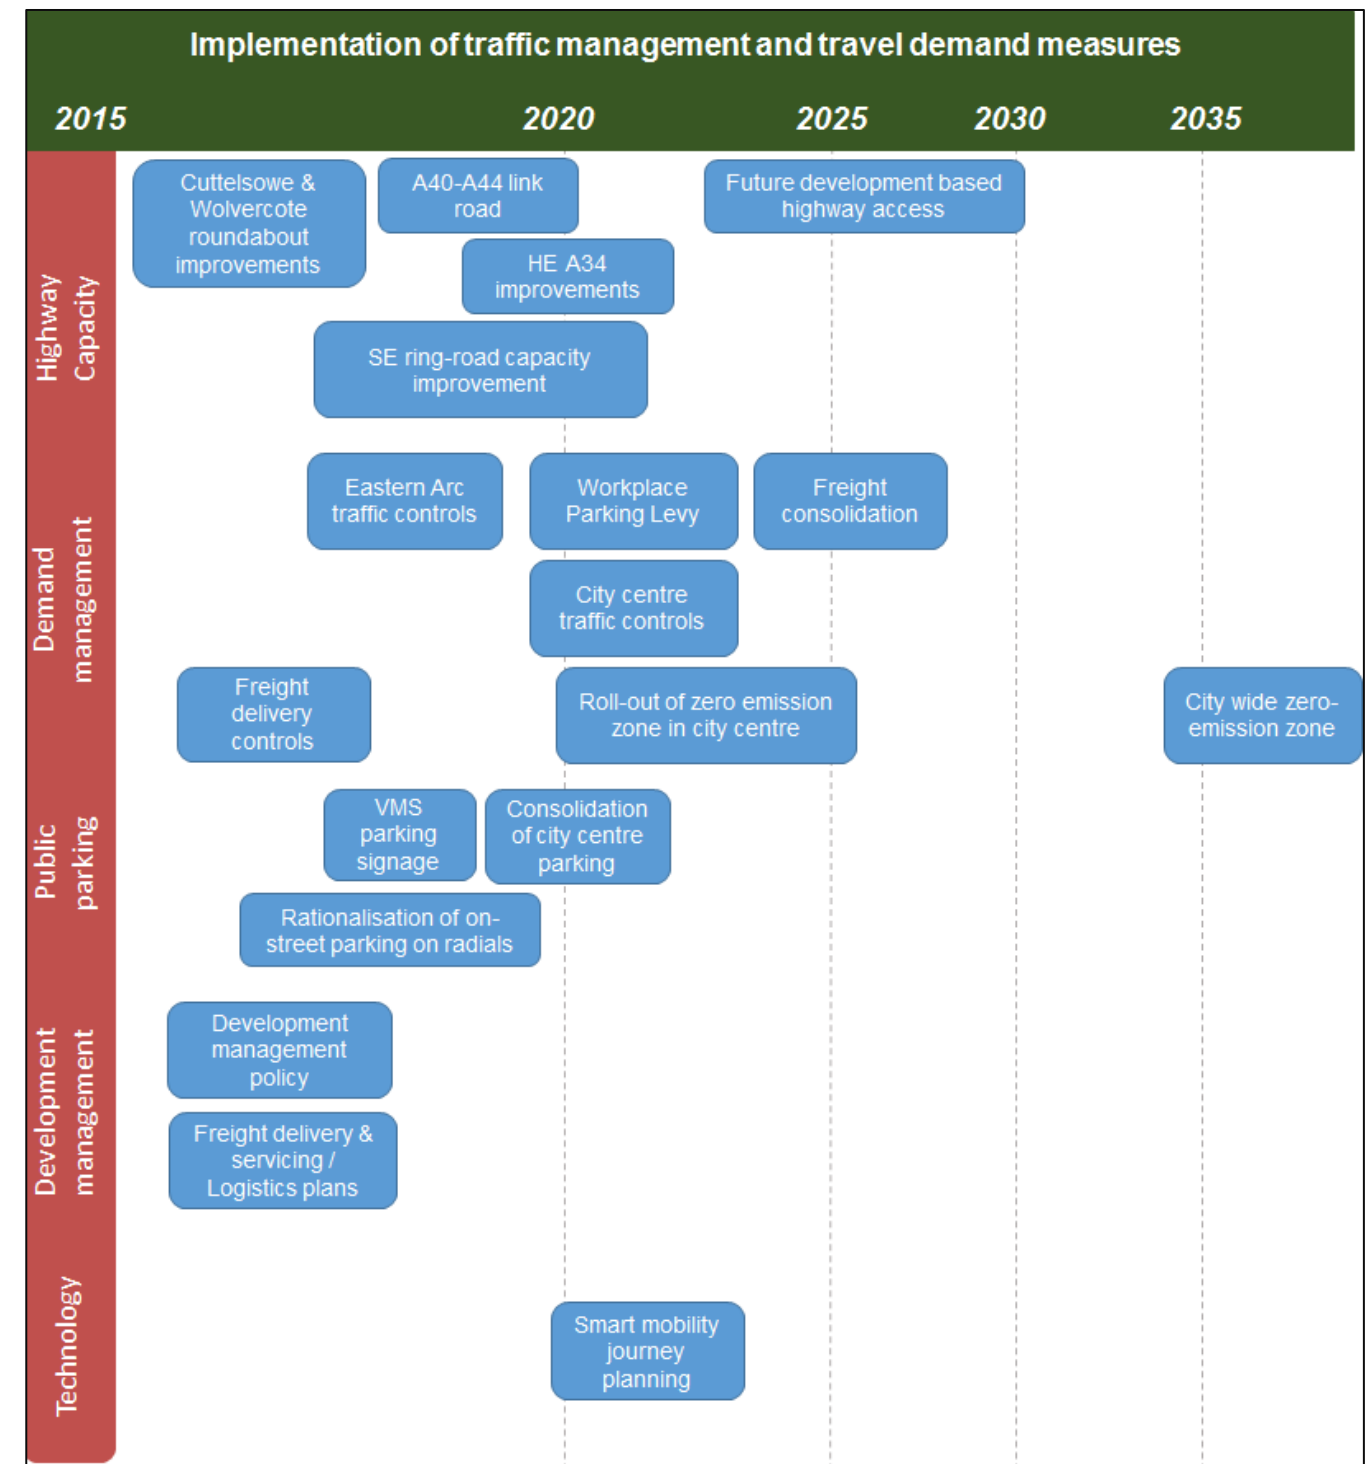 Implementation of traffic management and travel demand measures
2015 2020 2025 2030 2035
Highway
Capacity
Cuttelsowe &
Wolvercote
roundabout
improvements
A40-A44 link
road
Future development based
highway access
HE A34
improvements
SE ring-road capacity
improvement
Demand
management
Eastern Arc
traffic controls
Workplace
Parking Levy
Freight
consolidation
City centre
traffic controls
Freight
delivery
controls
Roll-out of zero emission
zone in city centre
City wide zero-
emission zone
Public
parking
VMS
parking
signage
Consolidation
of city centre
parking
Rationalisation of on-
street parking on radials
Development
management
Development
management
policy
Freight delivery &
servicing /
Logistics plans
Technology
Smart mobility
journey
planning